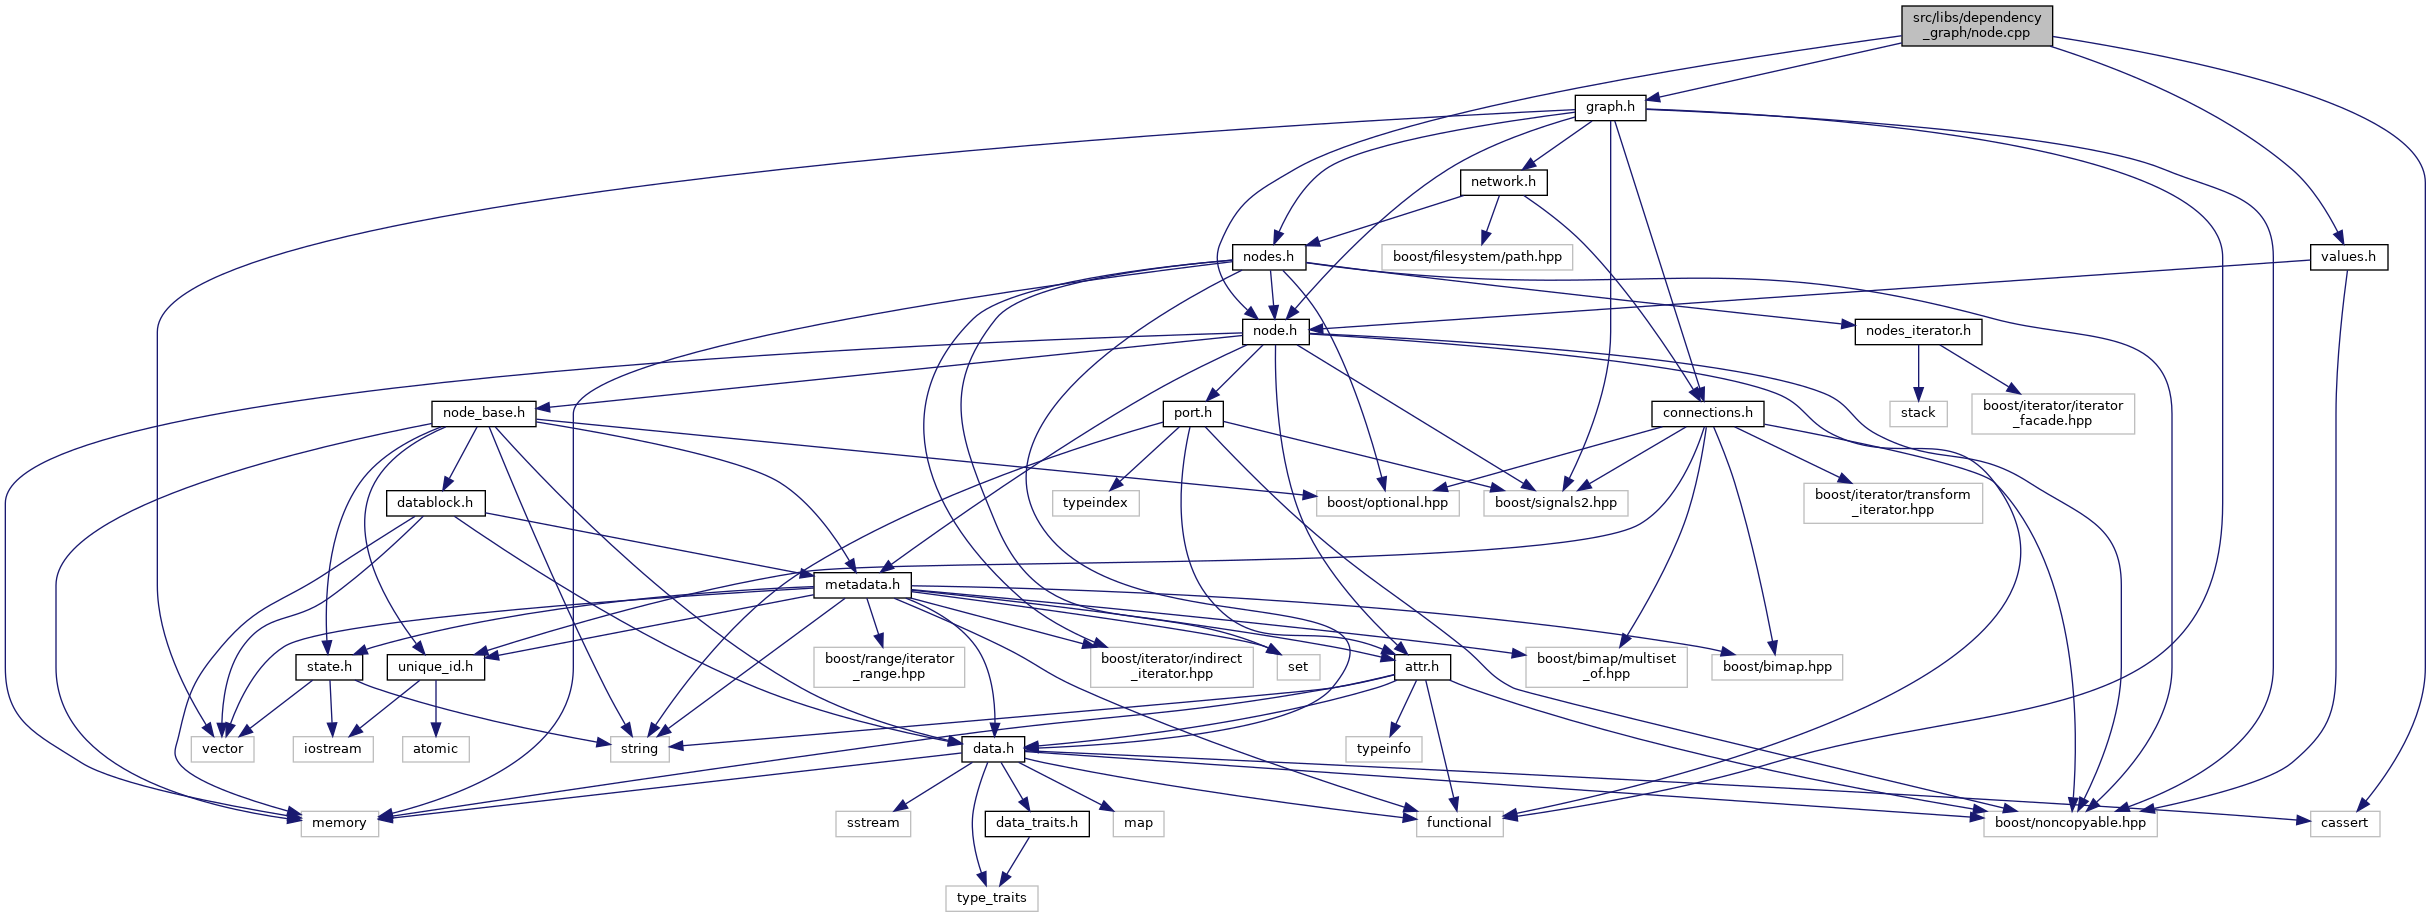 src/libs/dependency
_graph/node.cpp
graph.h
network.h
nodes.h
boost/filesystem/path.hpp
values.h
node.h
nodes_iterator.h
node_base.h
port.h
connections.h
stack
boost/iterator/iterator
_facade.hpp
datablock.h
typeindex
boost/optional.hpp
boost/signals2.hpp
boost/iterator/transform
_iterator.hpp
metadata.h
state.h
unique_id.h
boost/range/iterator
_range.hpp
boost/iterator/indirect
_iterator.hpp
set
attr.h
boost/bimap/multiset
_of.hpp
boost/bimap.hpp
vector
iostream
atomic
string
data.h
typeinfo
memory
sstream
data_traits.h
map
functional
boost/noncopyable.hpp
cassert
type_traits